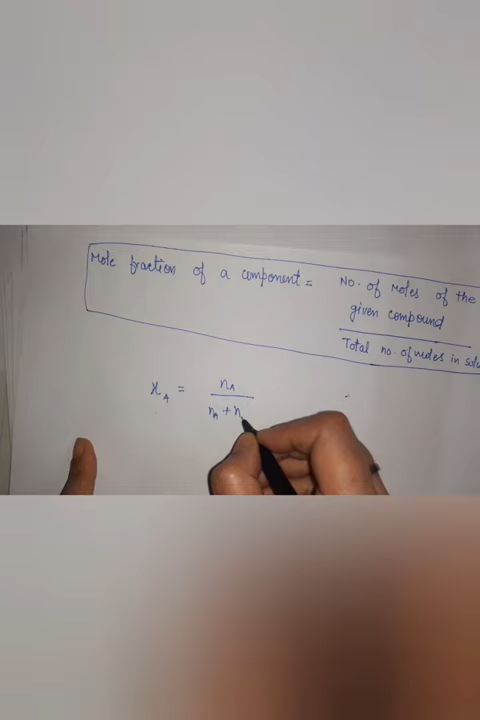 Mole fraction of a component =
No. of Moles of the
given compound
Total no. of moles in solu
x_A = n_A
n_A + n